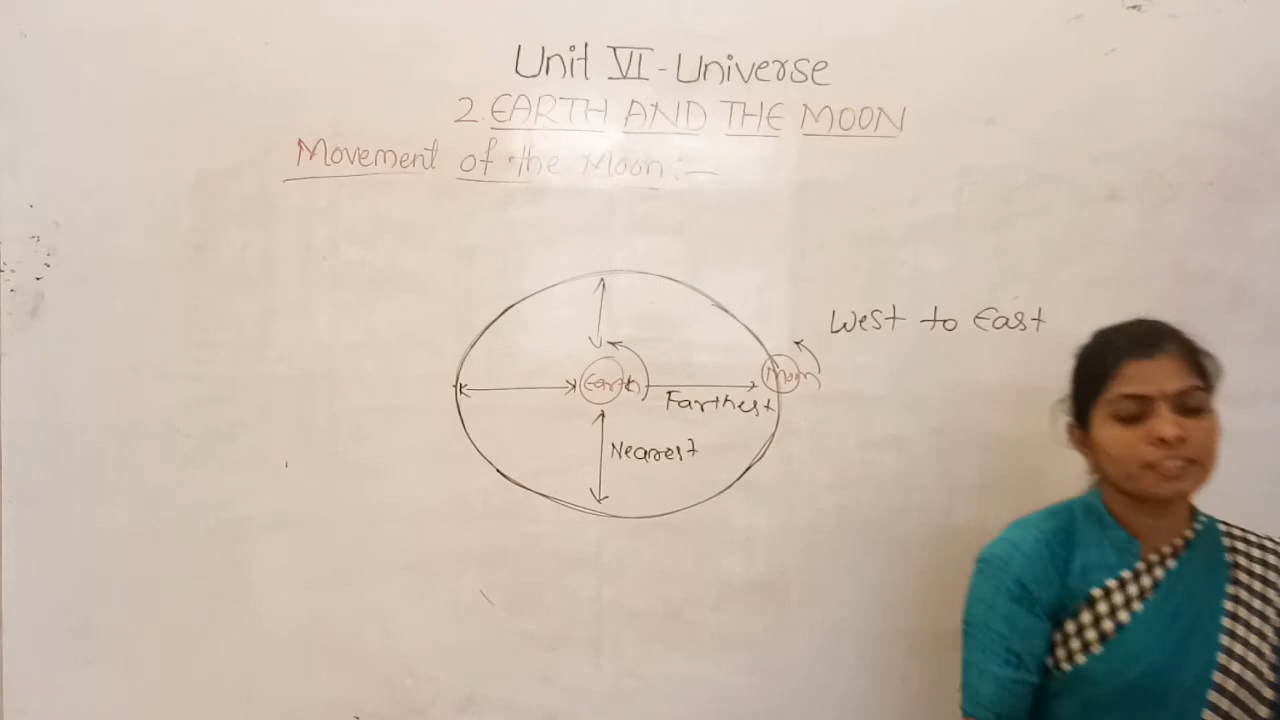 Unit VI - Universe
2. EARTH AND THE MOON
Movement of the Moon:-
West to East
Earth
Moon
Farthest
Nearest